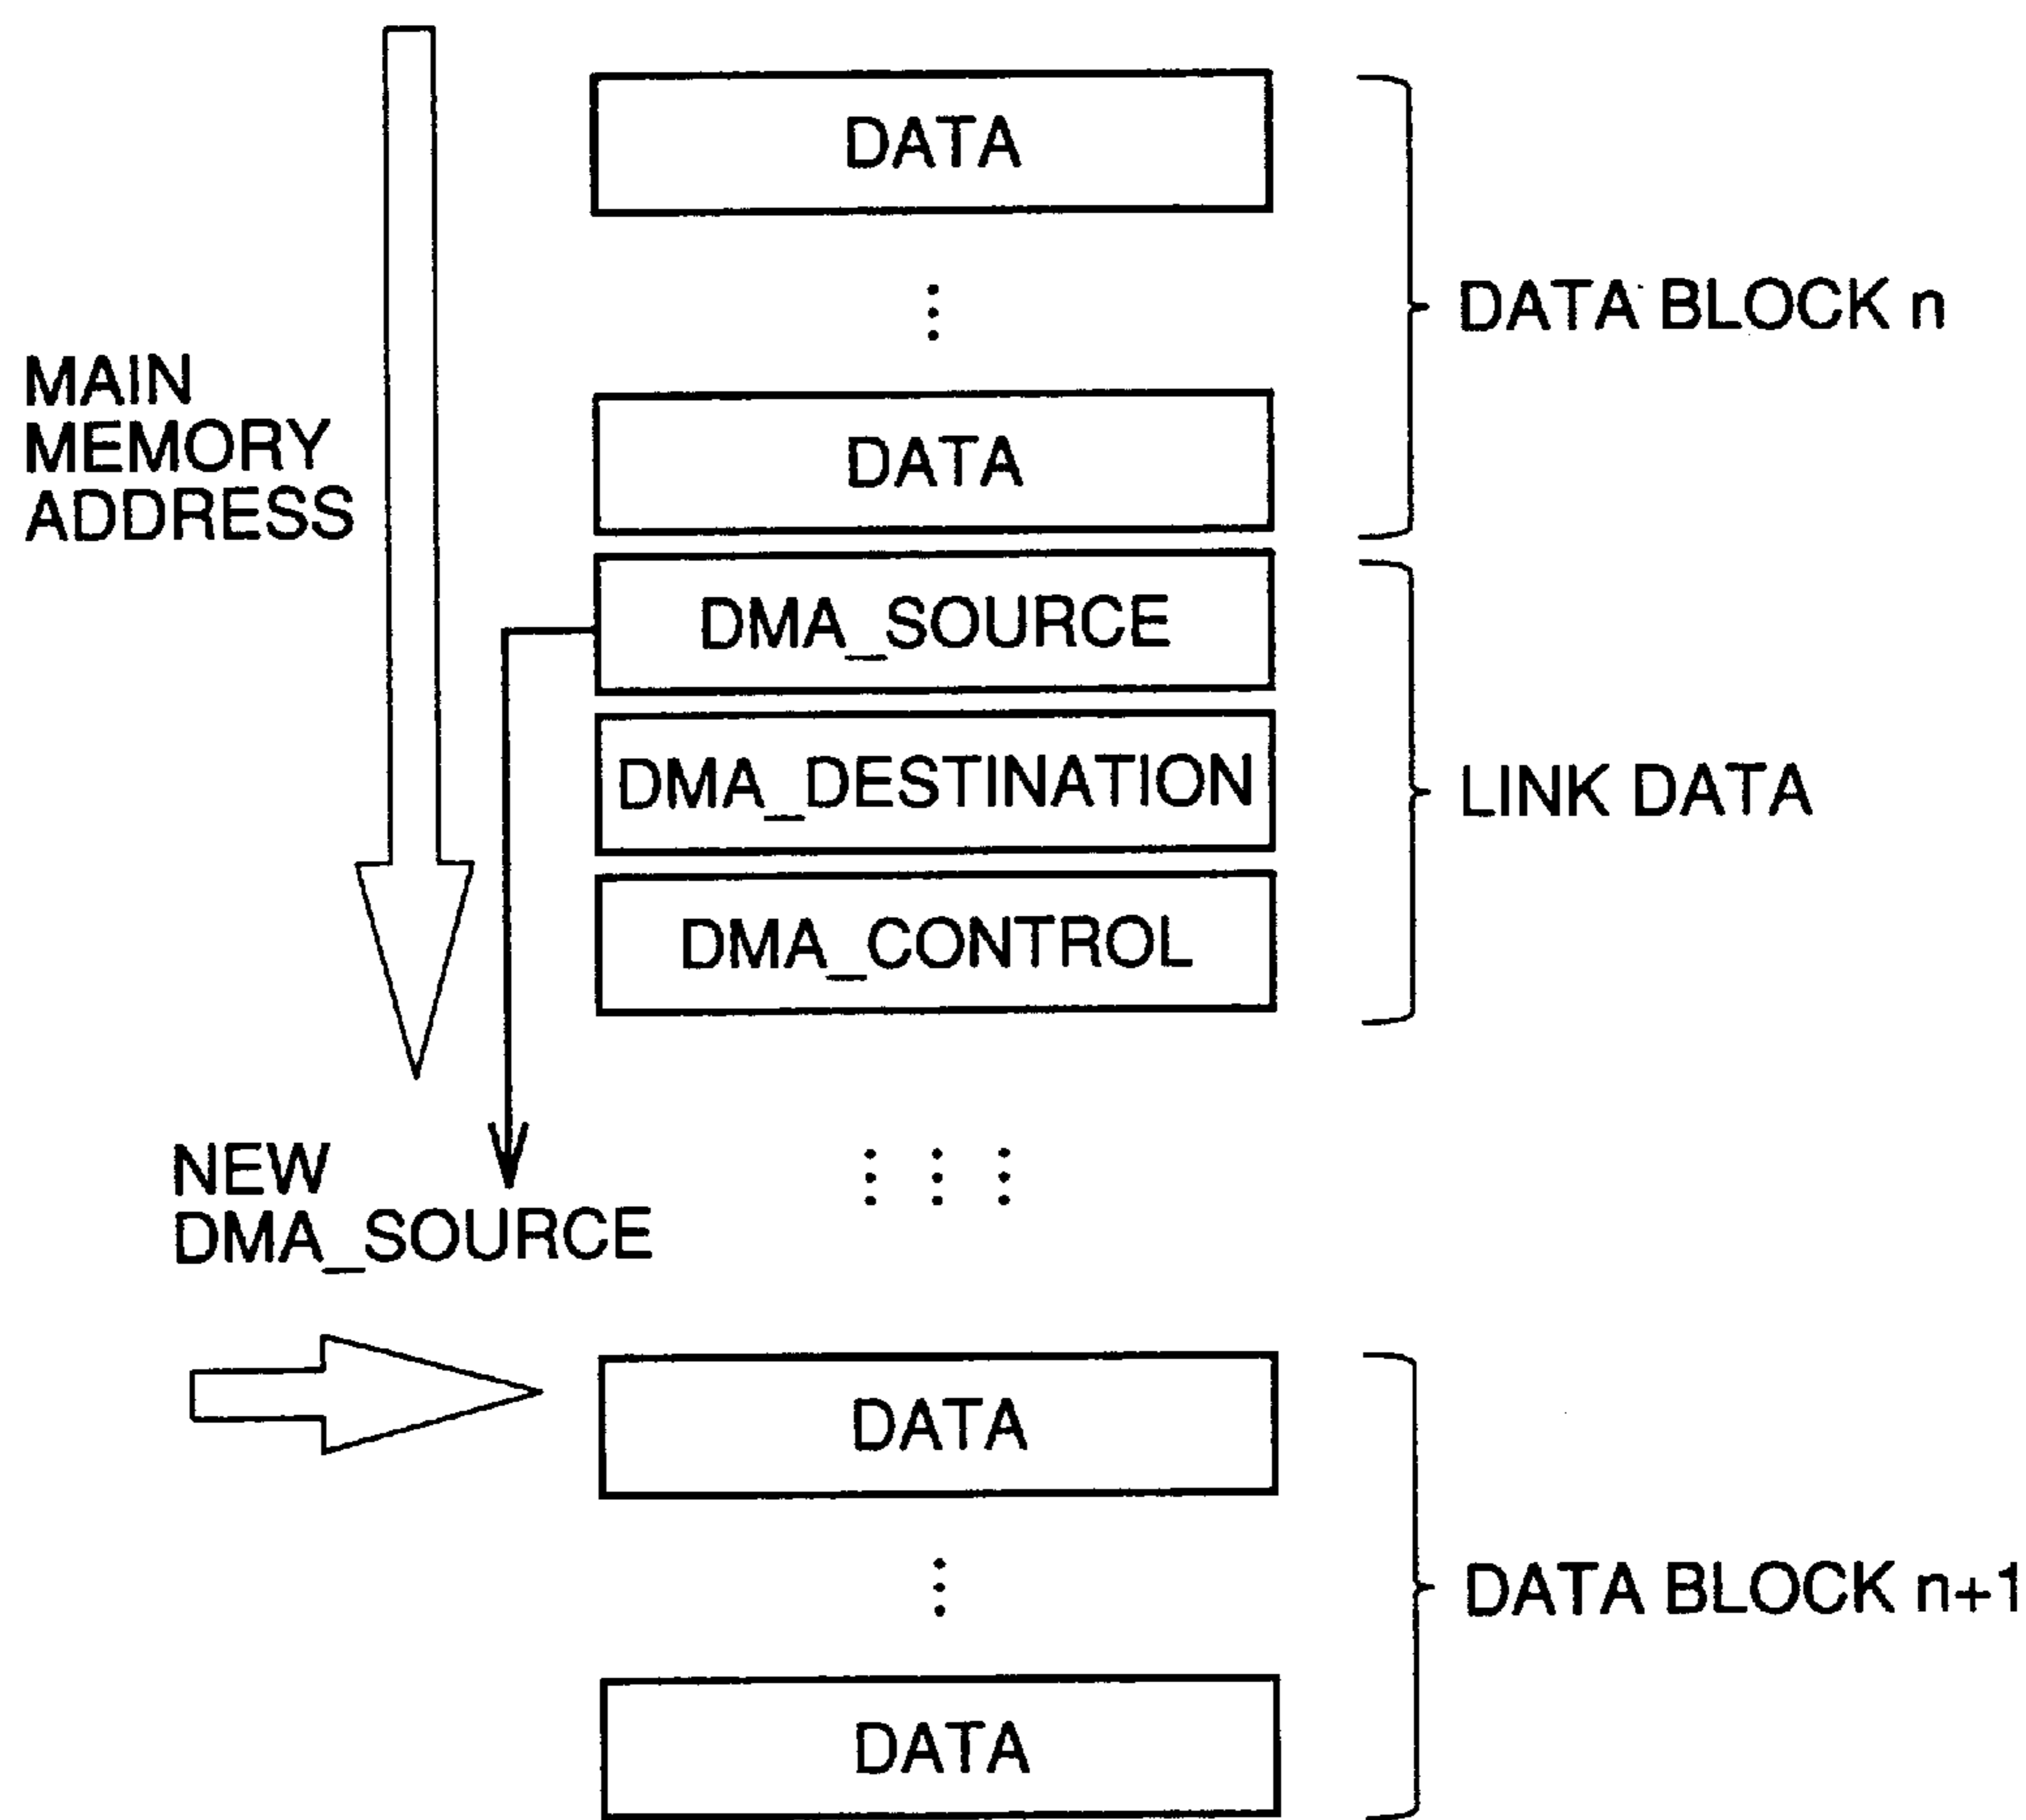 DATA
DATA BLOCK n
MAIN
MEMORY
ADDRESS
DATA
DMA_SOURCE
DMA_DESTINATION
LINK DATA
DMA_CONTROL
NEW
DMA_SOURCE
DATA
DATA BLOCK n+1
DATA